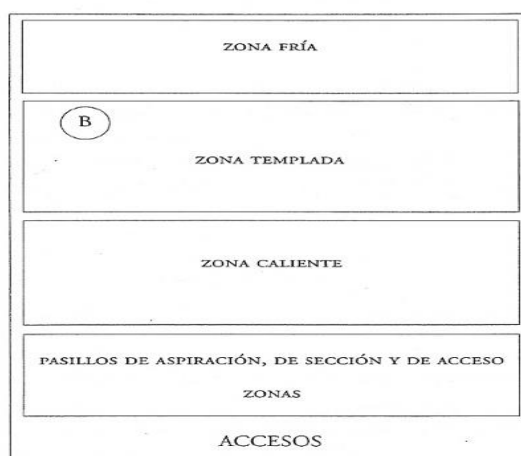 ZONA FRÍA
B
ZONA TEMPLADA
ZONA CALIENTE
PASILLOS DE ASPIRACIÓN, DE SECCIÓN Y DE ACCESO
ZONAS
ACCESOS